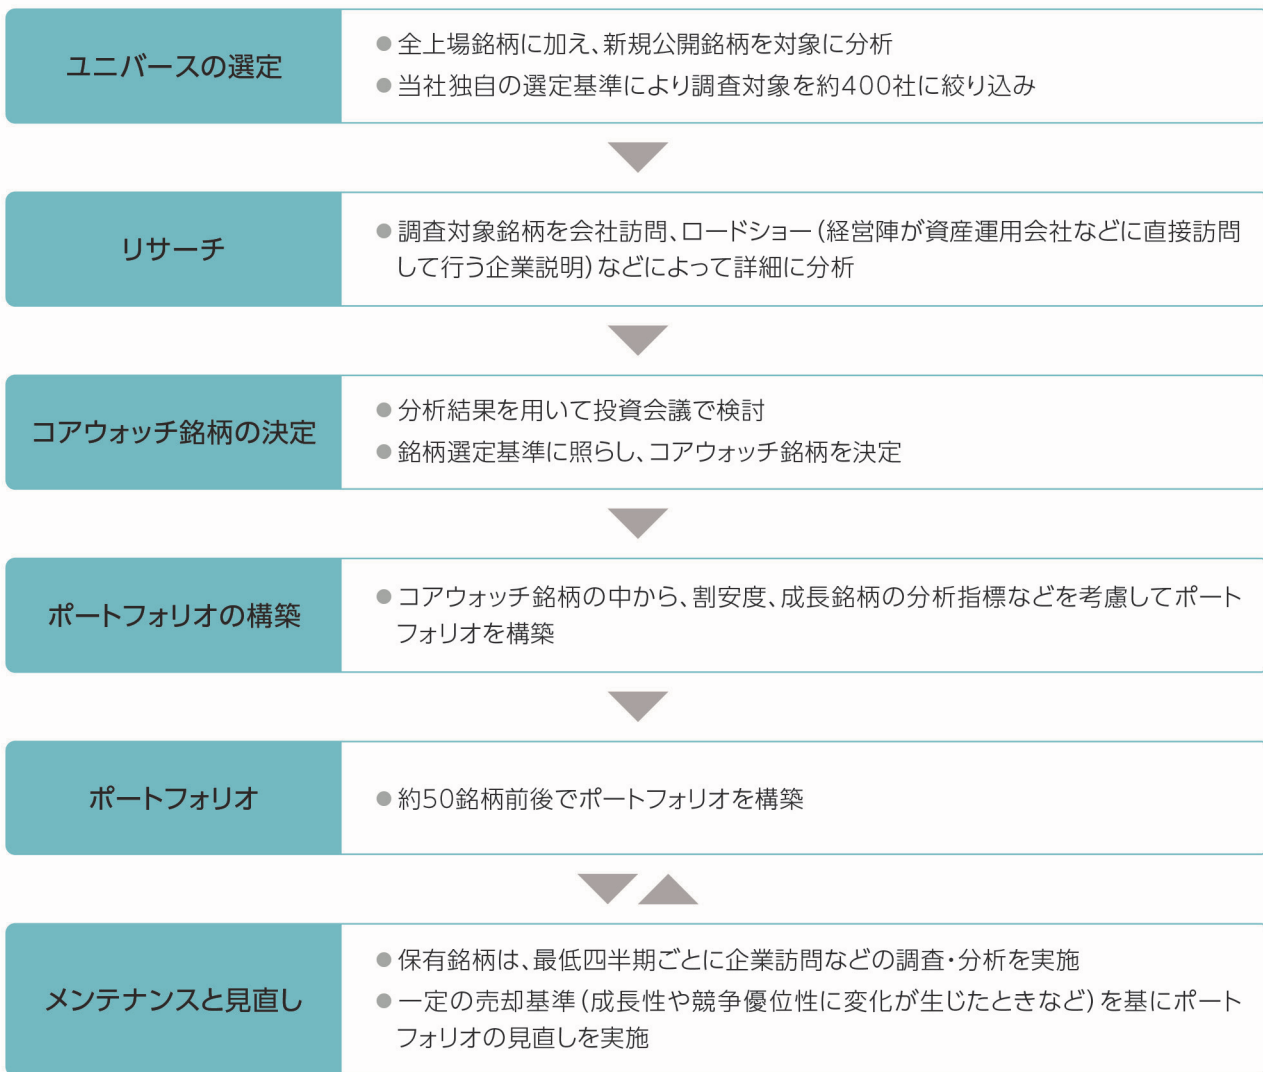 ユニバースの選定
●全上場銘柄に加え、新規公開銘柄を対象に分析
●当社独自の選定基準により調査対象を約400社に絞り込み
リサーチ
●調査対象銘柄を会社訪問、ロードショー(経営陣が資産運用会社などに直接訪問
して行う企業説明)などによって詳細に分析
コアウォッチ銘柄の決定
●分析結果を用いて投資会議で検討
●銘柄選定基準に照らし、コアウォッチ銘柄を決定
ポートフォリオの構築
●コアウォッチ銘柄の中から、割安度、成長銘柄の分析指標などを考慮してポート
フォリオを構築
ポートフォリオ
●約50銘柄前後でポートフォリオを構築
メンテナンスと見直し
●保有銘柄は、最低四半期ごとに企業訪問などの調査・分析を実施
●一定の売却基準(成長性や競争優位性に変化が生じたときなど)を基にポート
フォリオの見直しを実施